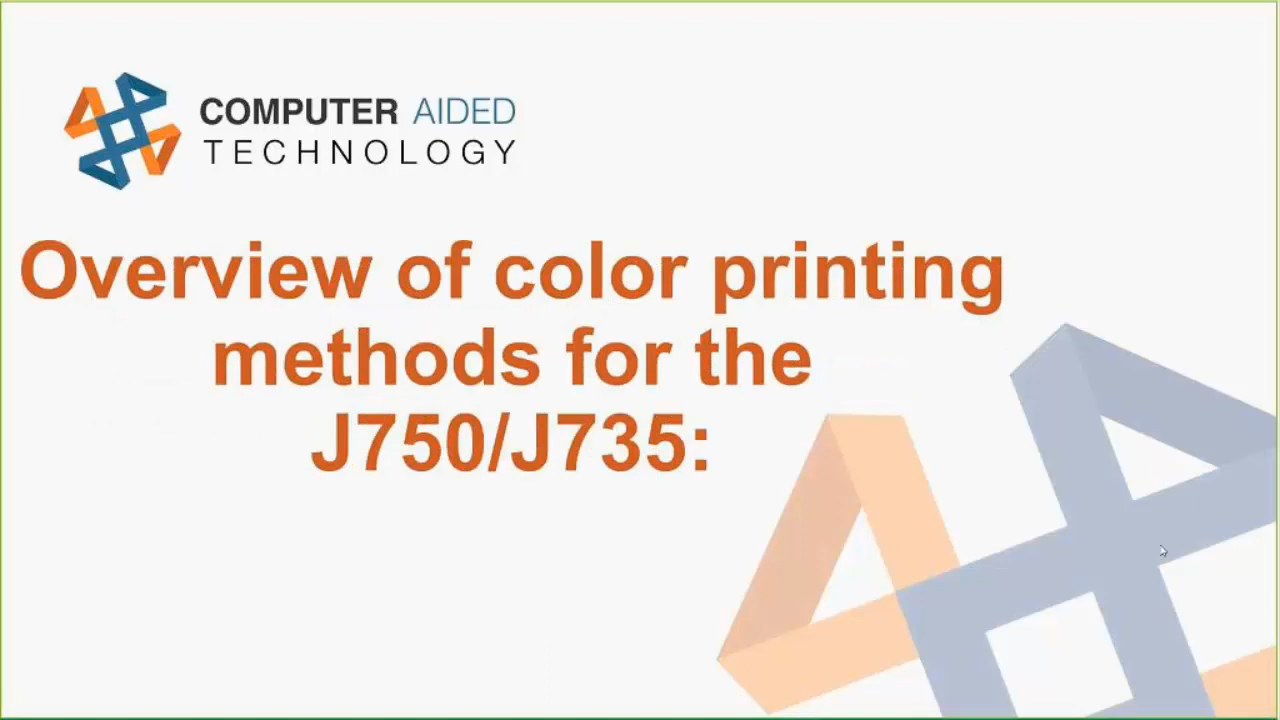 COMPUTER AIDED
TECHNOLOGY
Overview of color printing
methods for the
J750/J735: